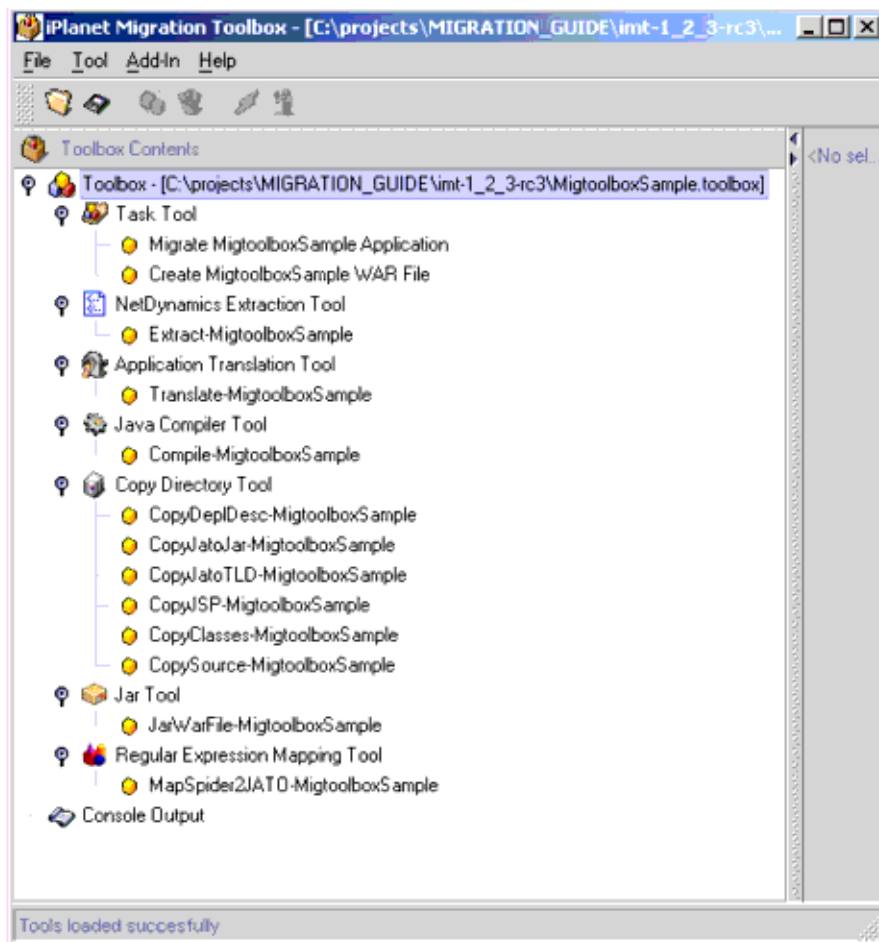 iPlanet Migration Toolbox - [C:\projects\MIGRATION_GUIDE\imt-1_2_3-rc3\...
File Tool Add-In Help
Toolbox Contents
<No sel..
Toolbox - [C:\projects\MIGRATION_GUIDE\imt-1_2_3-rc3\MigtoolboxSample.toolbox]
Task Tool
Migrate MigtoolboxSample Application
Create MigtoolboxSample WAR File
NetDynamics Extraction Tool
Extract-MigtoolboxSample
Application Translation Tool
Translate-MigtoolboxSample
Java Compiler Tool
Compile-MigtoolboxSample
Copy Directory Tool
CopyDeplDesc-MigtoolboxSample
CopyJatoJar-MigtoolboxSample
CopyJatoTLD-MigtoolboxSample
CopyJSP-MigtoolboxSample
CopyClasses-MigtoolboxSample
CopySource-MigtoolboxSample
Jar Tool
JarWarFile-MigtoolboxSample
Regular Expression Mapping Tool
MapSpider2JATO-MigtoolboxSample
Console Output
Tools loaded succesfully